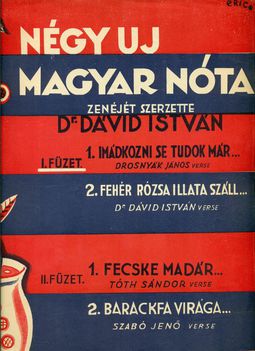 ERIC
NÉGY UJ
MAGYAR NÓTA
ZENÉJÉT SZERZETTE
Dr. DÁVID ISTVÁN
I. FÜZET.
1. IMÁDKOZNI SE TUDOK MÁR...
DROSNYÁK JÁNOS VERSE
2. FEHÉR RÓZSA ILLATA SZÁLL...
Dr DÁVID ISTVÁN VERSE
II. FÜZET.
1. FECSKE MADÁR...
TÓTH SÁNDOR VERSE
2. BARACKFA VIRÁGA...
SZABÓ JENŐ VERSE